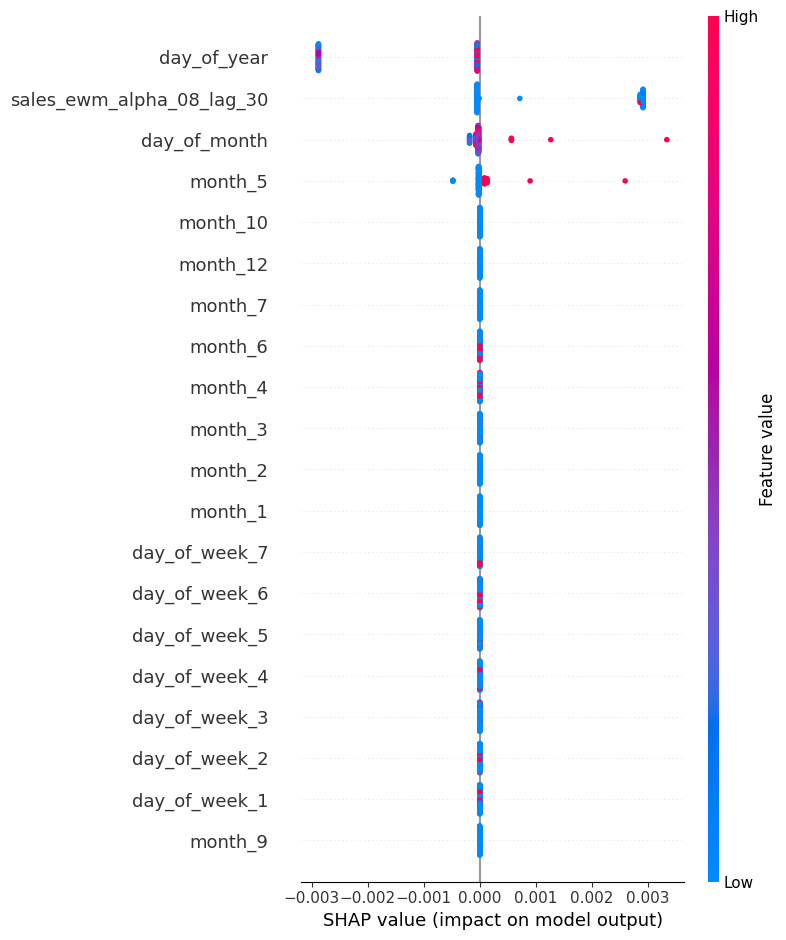 High
day_of_year
sales_ewm_alpha_08_lag_30
day_of_month
month_5
month_10
month_12
month_7
month_6
month_4
month_3
month_2
month_1
day_of_week_7
day_of_week_6
day_of_week_5
day_of_week_4
day_of_week_3
day_of_week_2
day_of_week_1
month_9
Feature value
Low
−0.003 −0.002 −0.001 0.000 0.001 0.002 0.003
SHAP value (impact on model output)